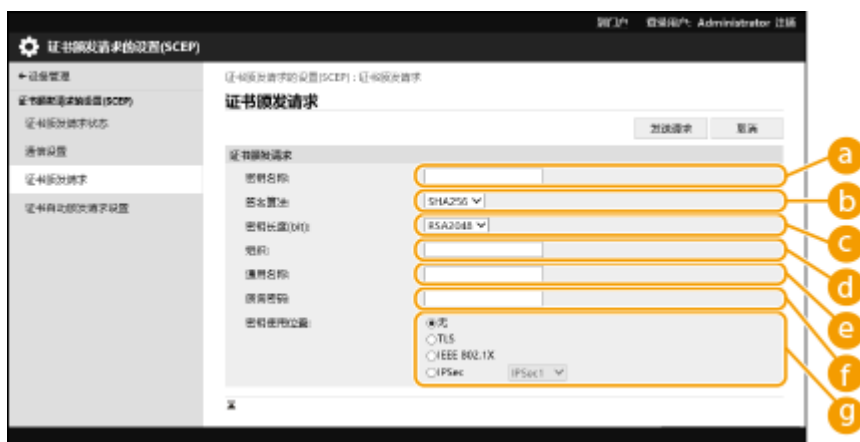 到门户 登录用户: Administrator 注销
证书颁发请求的设置(SCEP)
设备管理
证书颁发请求的设置(SCEP) : 证书颁发请求
证书颁发请求的设置(SCEP)
证书颁发请求
证书颁发请求状态
发送请求 取消
通信设置
证书颁发请求
证书颁发请求
证书自动颁发请求设置
密钥名称: a
签名算法: SHA256 b
密钥长度(bit): RSA2048 c
组织: d
通用名称: e
质询密码: f
密钥使用位置: 无
TLS
IEEE 802.1X
IPSec IPSec1
g